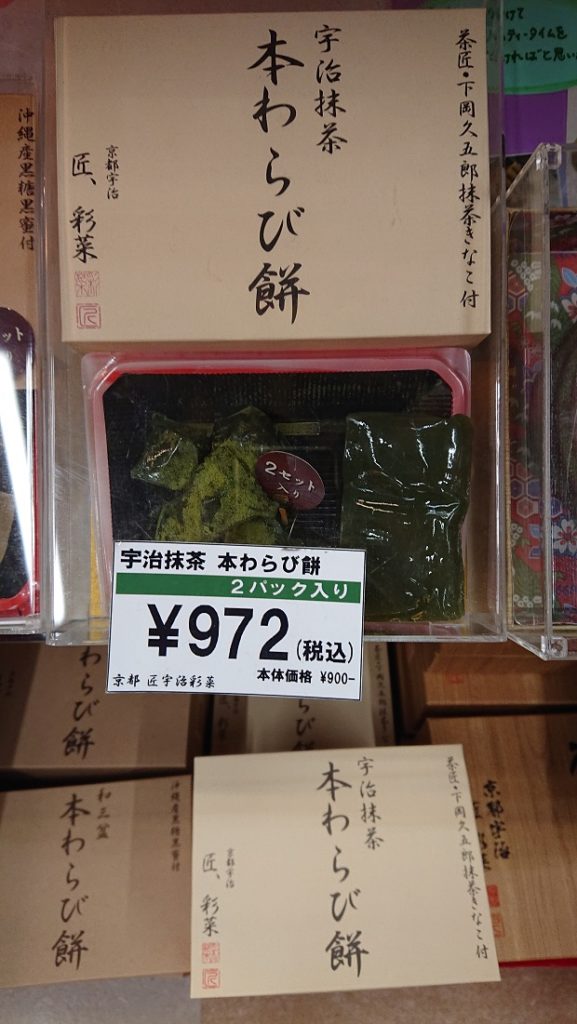 茶匠・下岡久五郎抹茶きなこ付
宇治抹茶
本わらび餅
京都宇治
匠、彩菜
沖縄産黒糖黒蜜付
ット
2セット
入り
宇治抹茶 本わらび餅
2パック入り
¥972(税込)
本体価格 ¥900-
京都 匠宇治彩菜
わらび餅
沖縄産黒糖黒蜜付
和三盆
本わらび餅
茶匠・下岡久五郎抹茶きなこ付
宇治抹茶
本わらび餅
京都宇治
匠、彩菜
京都宇治